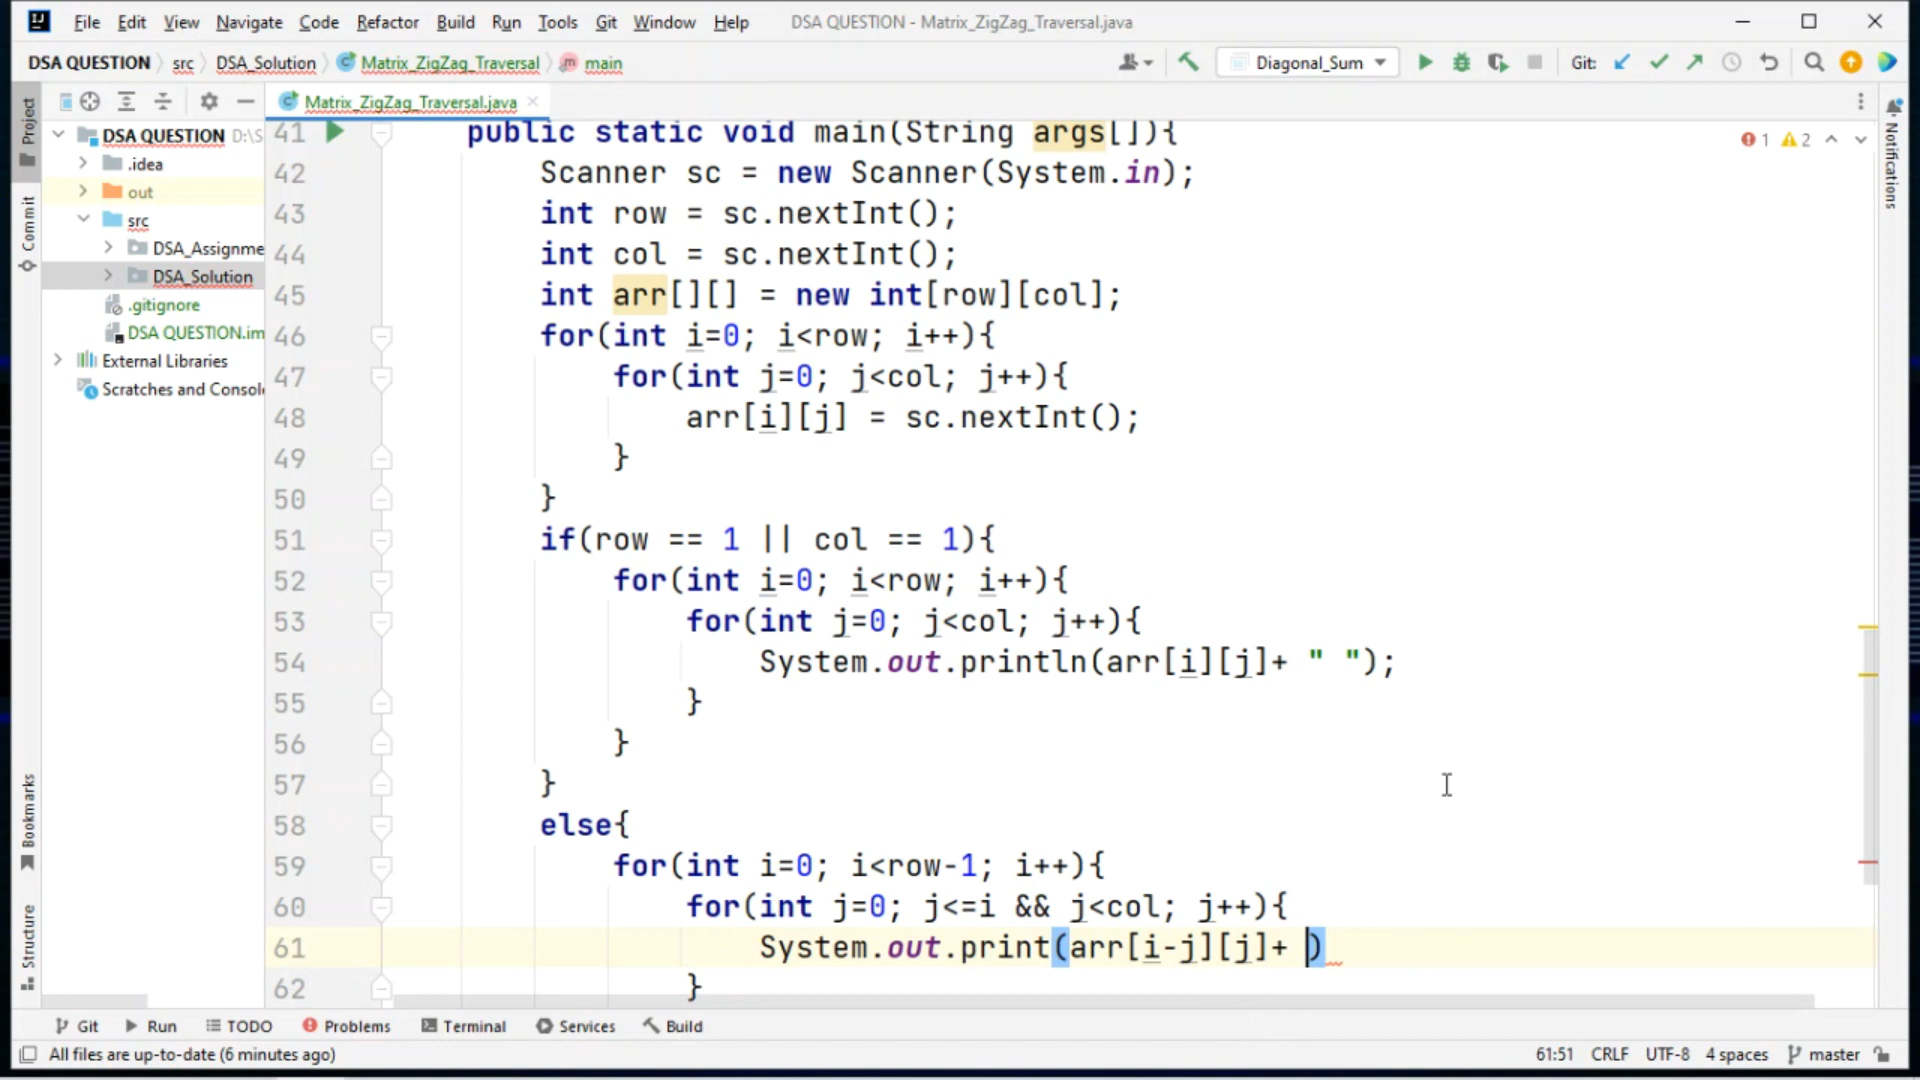 File Edit View Navigate Code Refactor Build Run Tools Git Window Help DSA QUESTION - Matrix_ZigZag_Traversal.java
DSA QUESTION src DSA_Solution Matrix_ZigZag_Traversal main Diagonal_Sum Git:
Project
Commit
Bookmarks
Structure
Notifications
DSA QUESTION D:\S
.idea
out
src
DSA_Assignme
DSA_Solution
.gitignore
DSA QUESTION.im
External Libraries
Scratches and Consol
Matrix_ZigZag_Traversal.java
1 2
41 public static void main(String args[]){
42 Scanner sc = new Scanner(System.in);
43 int row = sc.nextInt();
44 int col = sc.nextInt();
45 int arr[][] = new int[row][col];
46 for(int i=0; i<row; i++){
47 for(int j=0; j<col; j++){
48 arr[i][j] = sc.nextInt();
49 }
50 }
51 if(row == 1 || col == 1){
52 for(int i=0; i<row; i++){
53 for(int j=0; j<col; j++){
54 System.out.println(arr[i][j]+ " ");
55 }
56 }
57 }
58 else{
59 for(int i=0; i<row-1; i++){
60 for(int j=0; j<=i && j<col; j++){
61 System.out.print(arr[i-j][j]+ )
62 }
Git Run TODO Problems Terminal Services Build
All files are up-to-date (6 minutes ago) 61:51 CRLF UTF-8 4 spaces master